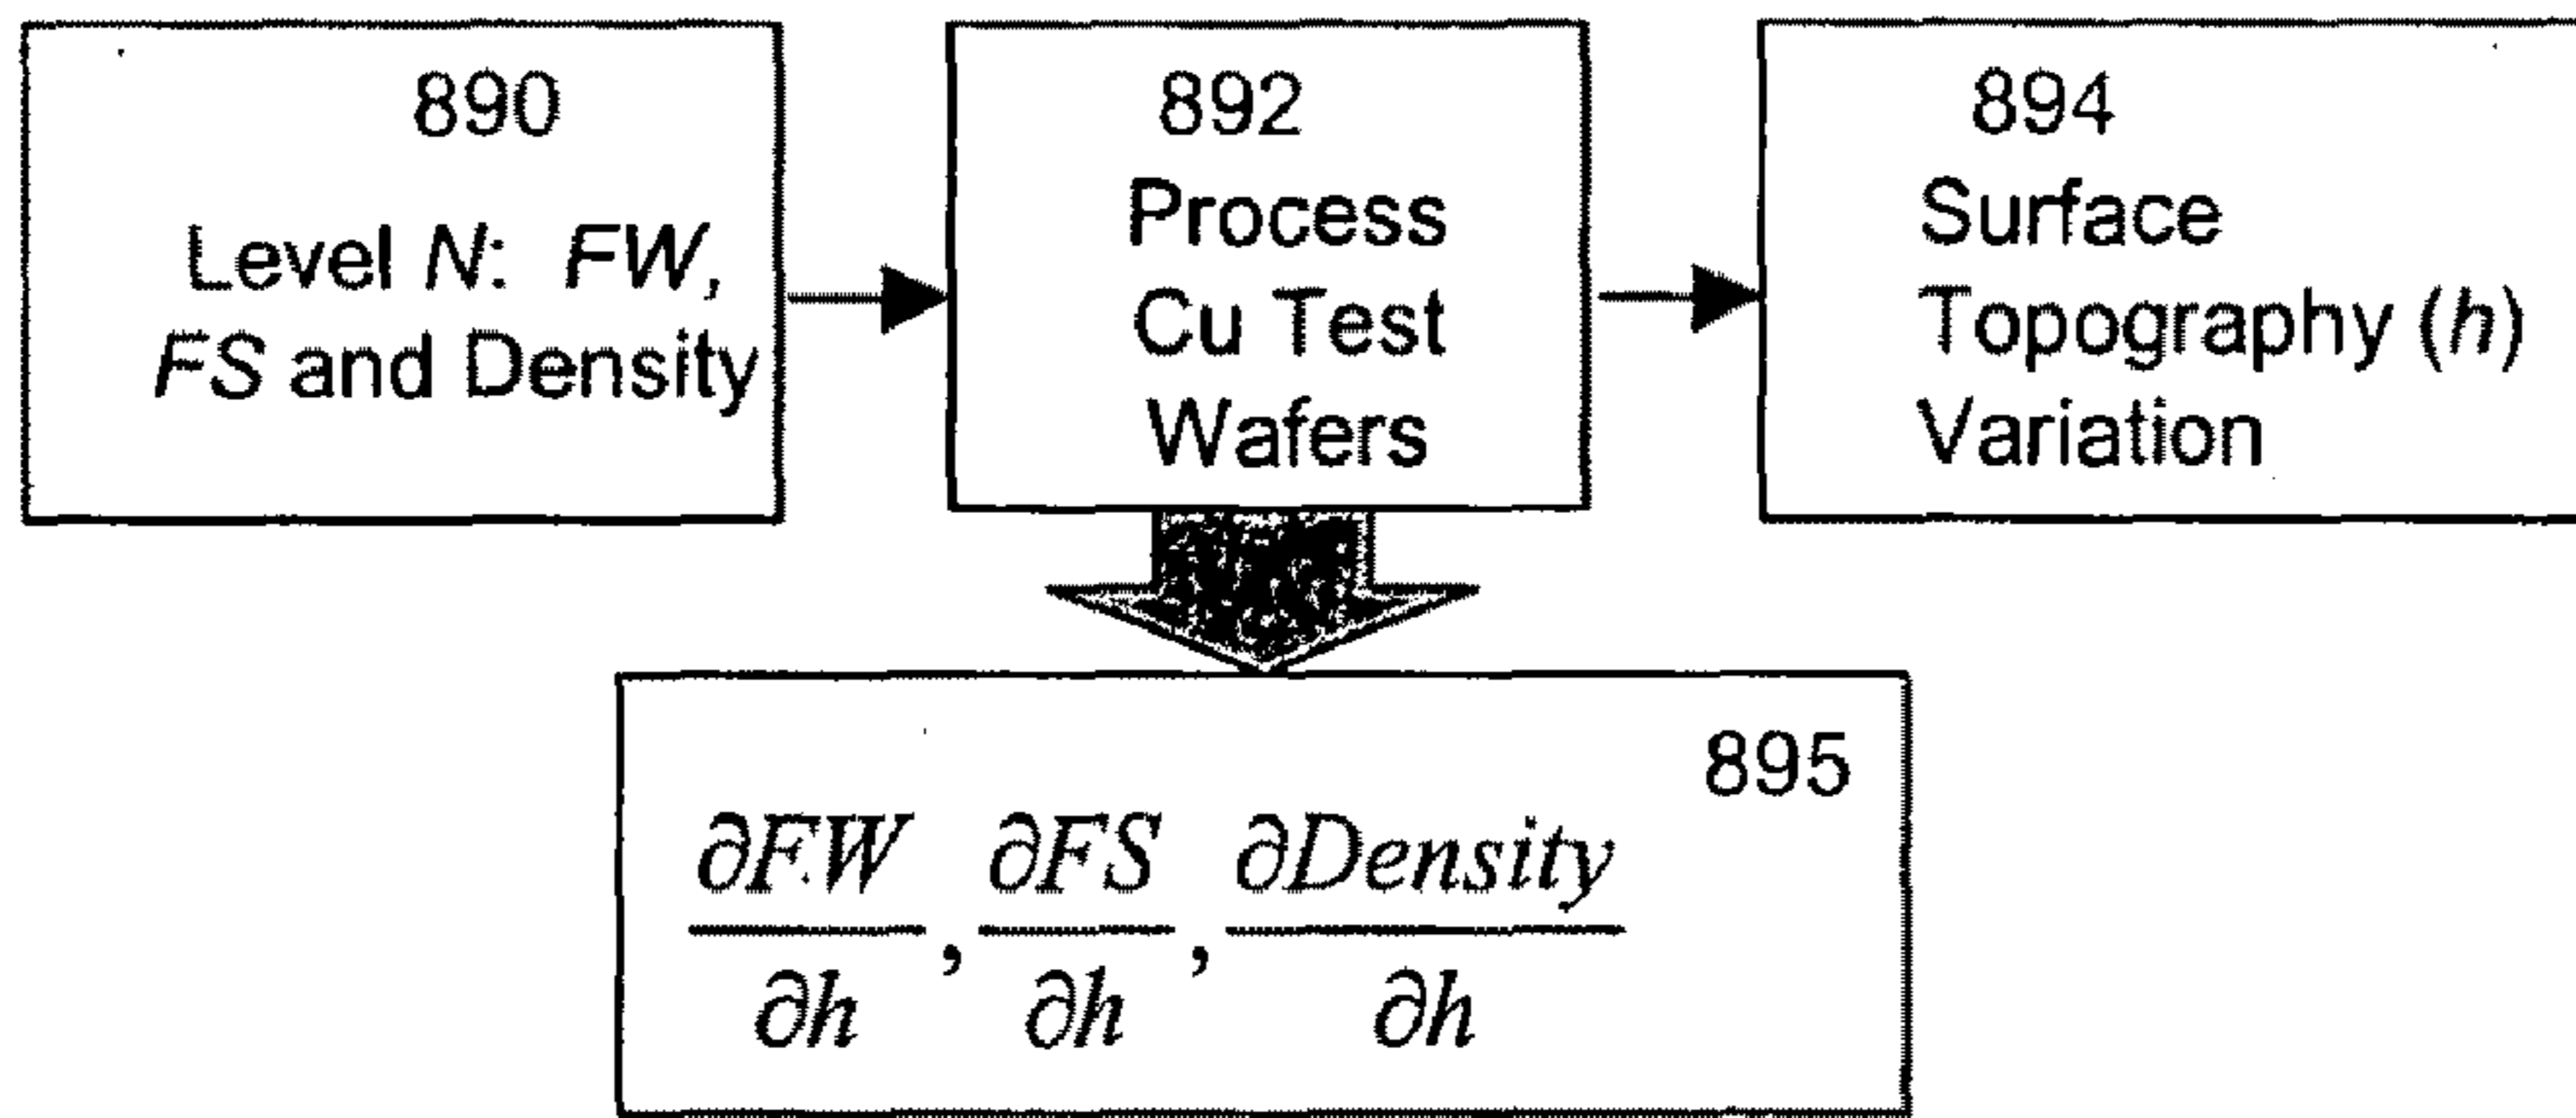 890
Level N: FW,
FS and Density
892
Process
Cu Test
Wafers
894
Surface
Topography (h)
Variation
895
∂FW/∂h, ∂FS/∂h, ∂Density/∂h